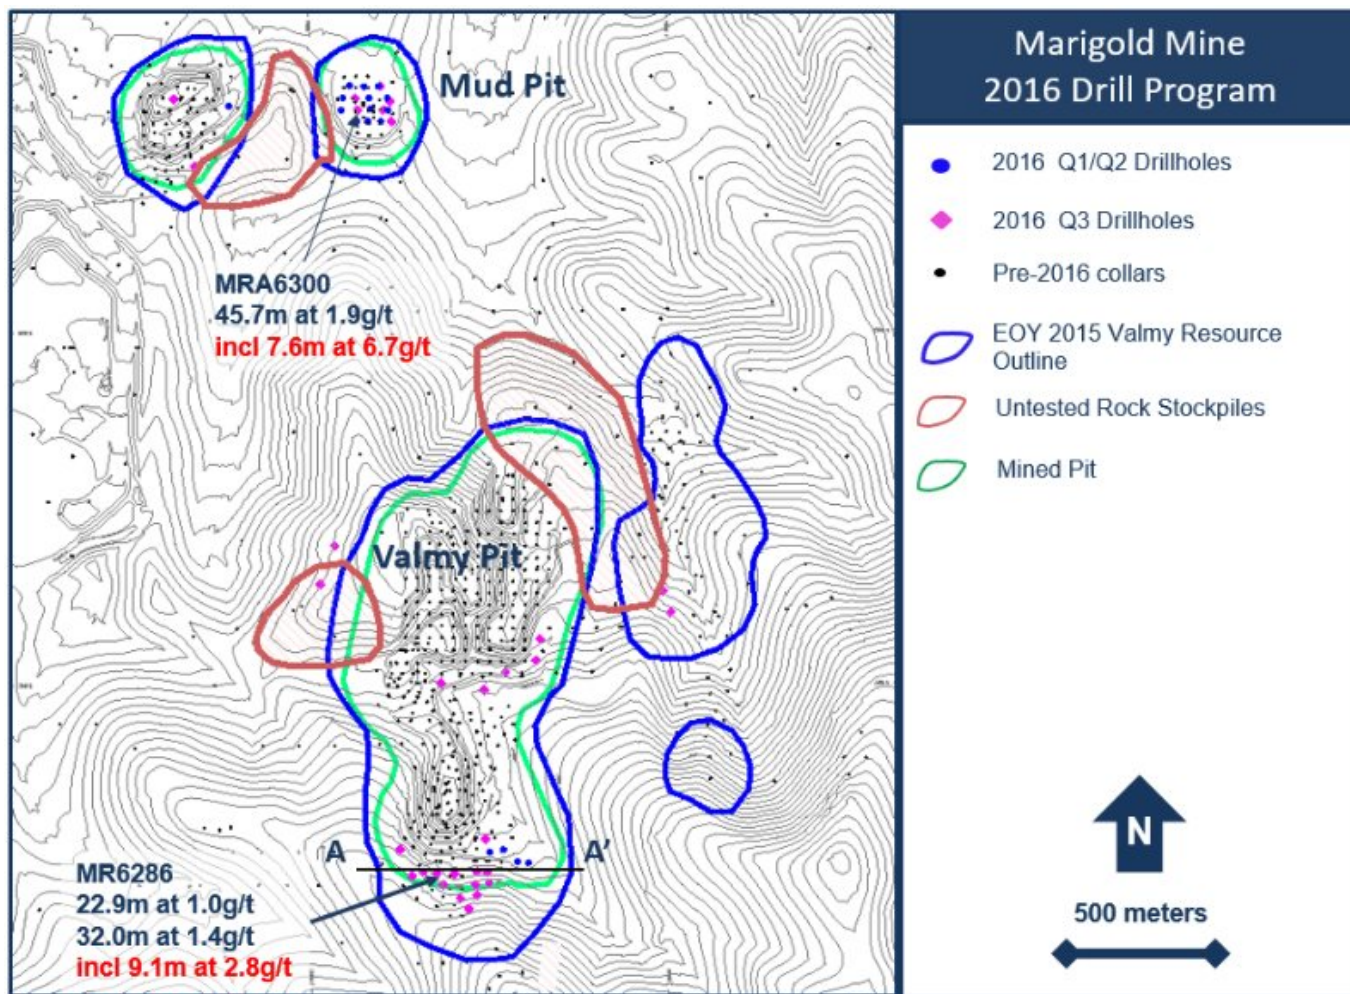 Mud Pit
MRA6300
45.7m at 1.9g/t
incl 7.6m at 6.7g/t
Valmy Pit
A
A'
MR6286
22.9m at 1.0g/t
32.0m at 1.4g/t
incl 9.1m at 2.8g/t
Marigold Mine
2016 Drill Program
2016 Q1/Q2 Drillholes
2016 Q3 Drillholes
Pre-2016 collars
EOY 2015 Valmy Resource
Outline
Untested Rock Stockpiles
Mined Pit
N
500 meters